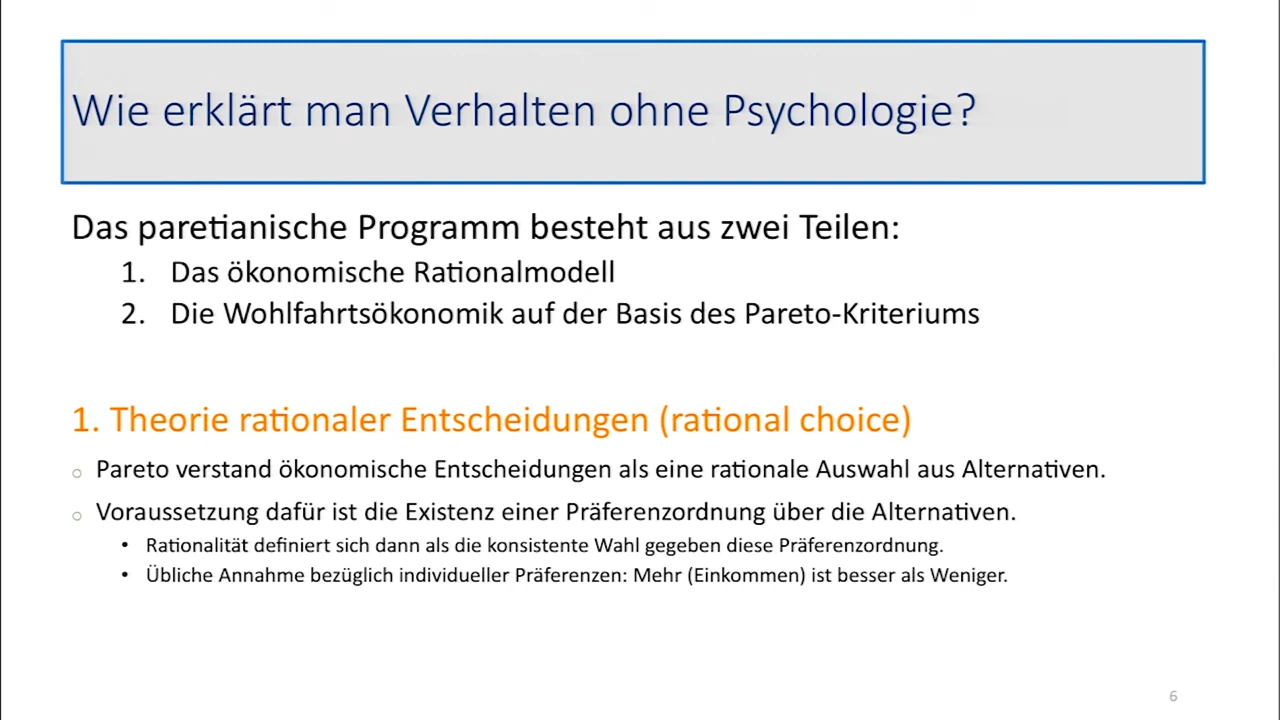 Wie erklärt man Verhalten ohne Psychologie?
Das paretianische Programm besteht aus zwei Teilen:
1. Das ökonomische Rationalmodell
2. Die Wohlfahrtsökonomik auf der Basis des Pareto-Kriteriums
1. Theorie rationaler Entscheidungen (rational choice)
○ Pareto verstand ökonomische Entscheidungen als eine rationale Auswahl aus Alternativen.
○ Voraussetzung dafür ist die Existenz einer Präferenzordnung über die Alternativen.
• Rationalität definiert sich dann als die konsistente Wahl gegeben diese Präferenzordnung.
• Übliche Annahme bezüglich individueller Präferenzen: Mehr (Einkommen) ist besser als Weniger.
6